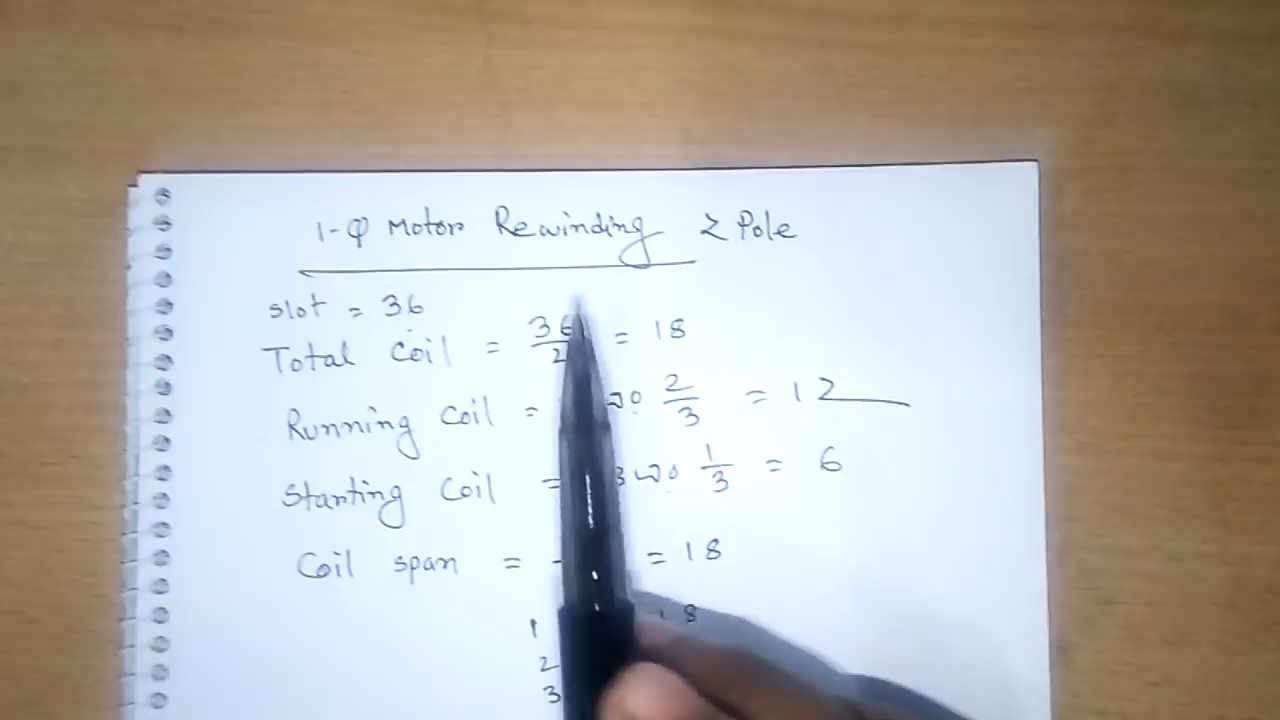 1-φ Motor Rewinding 2 Pole
Slot = 36
Total Coil = 36/2 = 18
Running Coil = 2/3 = 12
Starting Coil = 1/3 = 6
Coil span = = 18
1 18
2
3